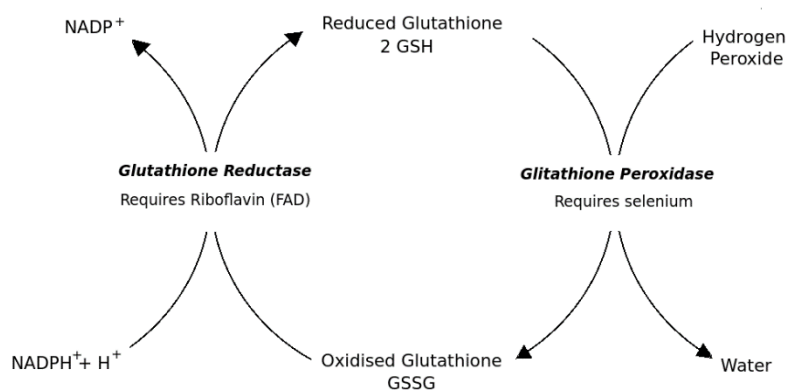 NADP+
Reduced Glutathione
2 GSH
Hydrogen
Peroxide
Glutathione Reductase
Requires Riboflavin (FAD)
Glitathione Peroxidase
Requires selenium
NADPH+ + H+
Oxidised Glutathione
GSSG
Water